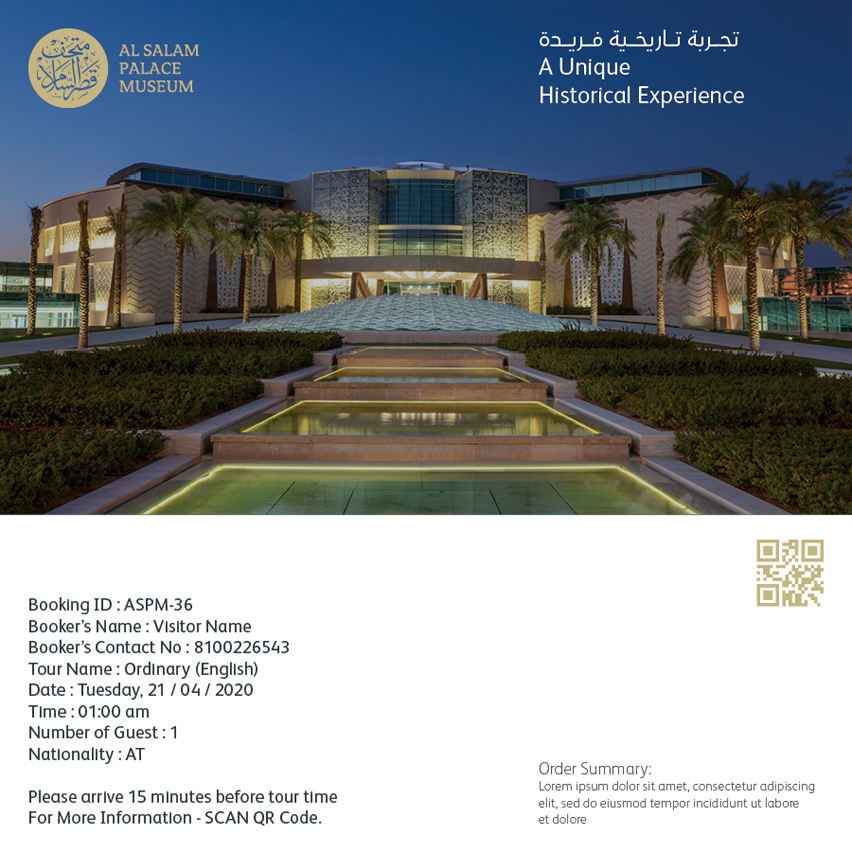 متحف
قصر السلام
AL SALAM
PALACE
MUSEUM
تجـربة تـاريخـية فـريـدة
A Unique
Historical Experience
Booking ID : ASPM-36
Booker’s Name : Visitor Name
Booker’s Contact No : 8100226543
Tour Name : Ordinary (English)
Date : Tuesday, 21 / 04 / 2020
Time : 01:00 am
Number of Guest : 1
Nationality : AT
Please arrive 15 minutes before tour time
For More Information - SCAN QR Code.
Order Summary:
Lorem ipsum dolor sit amet, consectetur adipiscing
elit, sed do eiusmod tempor incididunt ut labore
et dolore